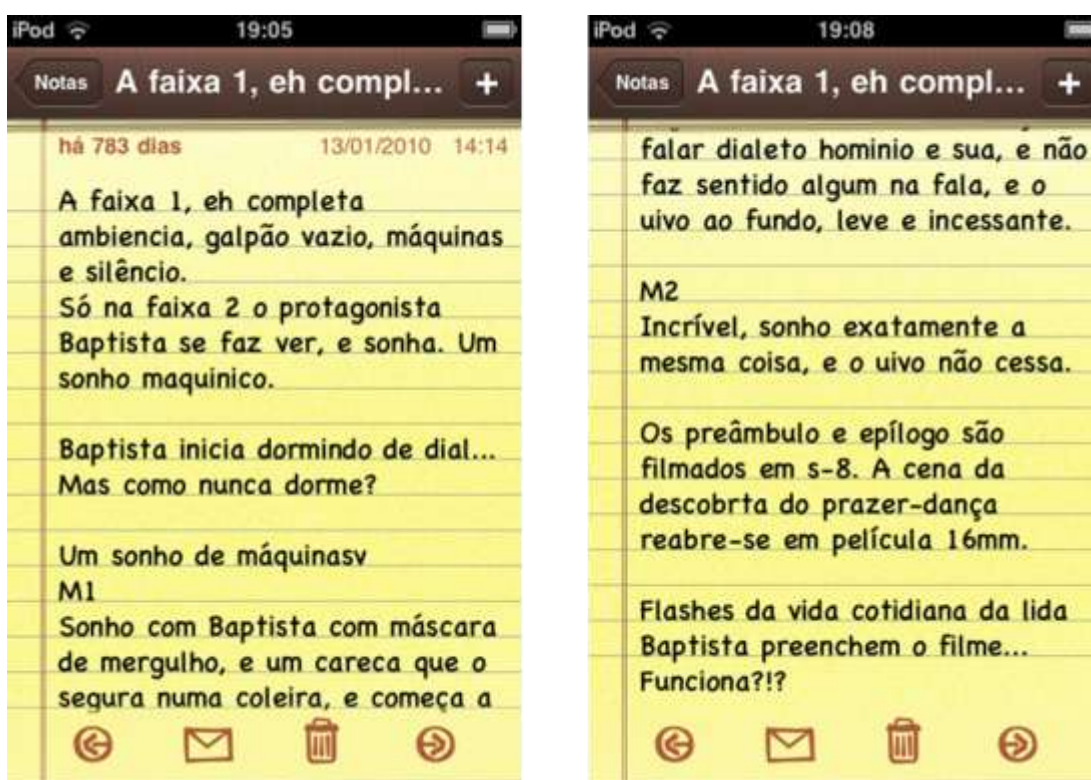 iPod 19:05
Notas A faixa 1, eh compl... +
há 783 dias 13/01/2010 14:14
A faixa 1, eh completa
ambiencia, galpão vazio, máquinas
e silêncio.
Só na faixa 2 o protagonista
Baptista se faz ver, e sonha. Um
sonho maquinico.
Baptista inicia dormindo de dial...
Mas como nunca dorme?
Um sonho de máquinasv
M1
Sonho com Baptista com máscara
de mergulho, e um careca que o
segura numa coleira, e começa a
iPod 19:08
Notas A faixa 1, eh compl... +
falar dialeto hominio e sua, e não
faz sentido algum na fala, e o
uivo ao fundo, leve e incessante.
M2
Incrível, sonho exatamente a
mesma coisa, e o uivo não cessa.
Os preâmbulo e epílogo são
filmados em s-8. A cena da
descobrta do prazer-dança
reabre-se em película 16mm.
Flashes da vida cotidiana da lida
Baptista preenchem o filme...
Funciona?!?